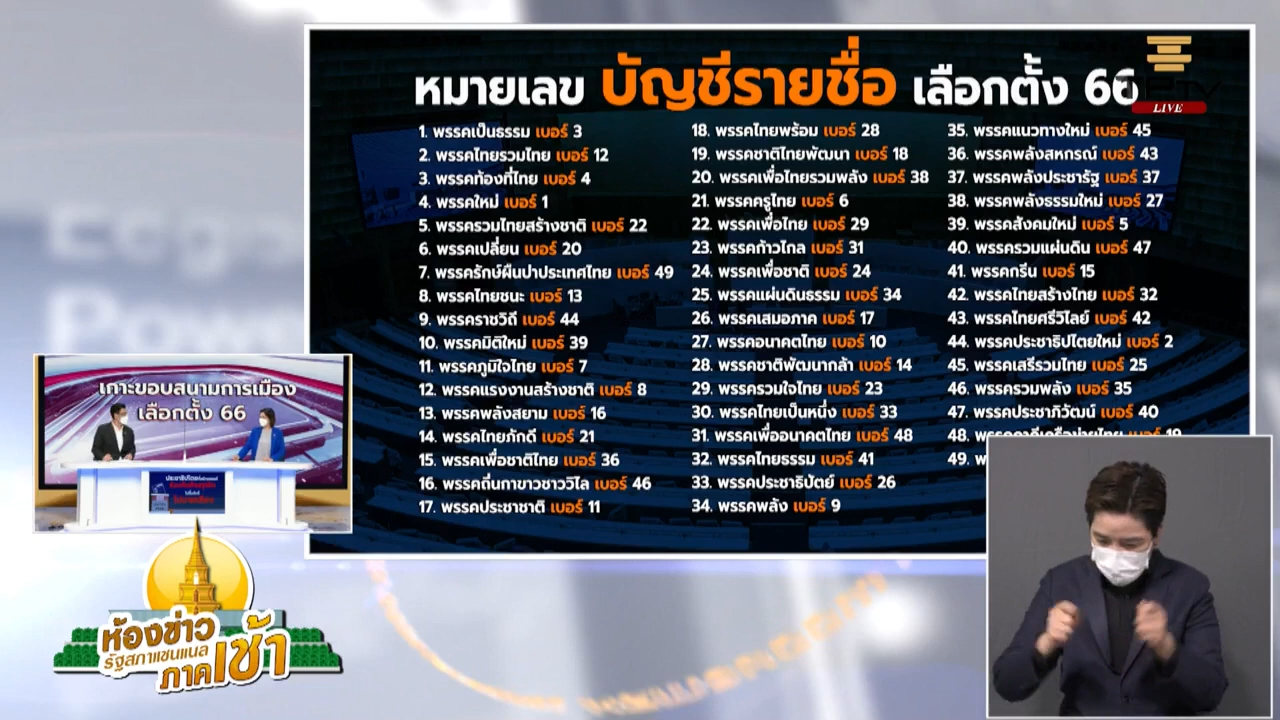 หมายเลข บัญชีรายชื่อ เลือกตั้ง 66
LIVE
1. พรรคเป็นธรรม เบอร์ 3
2. พรรคไทยรวมไทย เบอร์ 12
3. พรรคท้องที่ไทย เบอร์ 4
4. พรรคใหม่ เบอร์ 1
5. พรรครวมไทยสร้างชาติ เบอร์ 22
6. พรรคเปลี่ยน เบอร์ 20
7. พรรครักษ์ผืนป่าประเทศไทย เบอร์ 49
8. พรรคไทยชนะ เบอร์ 13
9. พรรคราชวิถี เบอร์ 44
10. พรรคมิติใหม่ เบอร์ 39
11. พรรคภูมิใจไทย เบอร์ 7
12. พรรคแรงงานสร้างชาติ เบอร์ 8
13. พรรคพลังสยาม เบอร์ 16
14. พรรคไทยภักดี เบอร์ 21
15. พรรคเพื่อชาติไทย เบอร์ 36
16. พรรคถิ่นกาขาวชาววิไล เบอร์ 46
17. พรรคประชาชาติ เบอร์ 11
18. พรรคไทยพร้อม เบอร์ 28
19. พรรคชาติไทยพัฒนา เบอร์ 18
20. พรรคเพื่อไทยรวมพลัง เบอร์ 38
21. พรรคครูไทย เบอร์ 6
22. พรรคเพื่อไทย เบอร์ 29
23. พรรคก้าวไกล เบอร์ 31
24. พรรคเพื่อชาติ เบอร์ 24
25. พรรคแผ่นดินธรรม เบอร์ 34
26. พรรคเสมอภาค เบอร์ 17
27. พรรคอนาคตไทย เบอร์ 10
28. พรรคชาติพัฒนากล้า เบอร์ 14
29. พรรครวมใจไทย เบอร์ 23
30. พรรคไทยเป็นหนึ่ง เบอร์ 33
31. พรรคเพื่ออนาคตไทย เบอร์ 48
32. พรรคไทยธรรม เบอร์ 41
33. พรรคประชาธิปัตย์ เบอร์ 26
34. พรรคพลัง เบอร์ 9
35. พรรคแนวทางใหม่ เบอร์ 45
36. พรรคพลังสหกรณ์ เบอร์ 43
37. พรรคพลังประชารัฐ เบอร์ 37
38. พรรคพลังธรรมใหม่ เบอร์ 27
39. พรรคสังคมใหม่ เบอร์ 5
40. พรรครวมแผ่นดิน เบอร์ 47
41. พรรคกรีน เบอร์ 15
42. พรรคไทยสร้างไทย เบอร์ 32
43. พรรคไทยศรีวิไลย์ เบอร์ 42
44. พรรคประชาธิปไตยใหม่ เบอร์ 2
45. พรรคเสรีรวมไทย เบอร์ 25
46. พรรครวมพลัง เบอร์ 35
47. พรรคประชาภิวัฒน์ เบอร์ 40
48.
49.
เกาะขอบสนามการเมือง
เลือกตั้ง 66
ห้องข่าว
รัฐสภาแชนแนล
ภาคเช้า